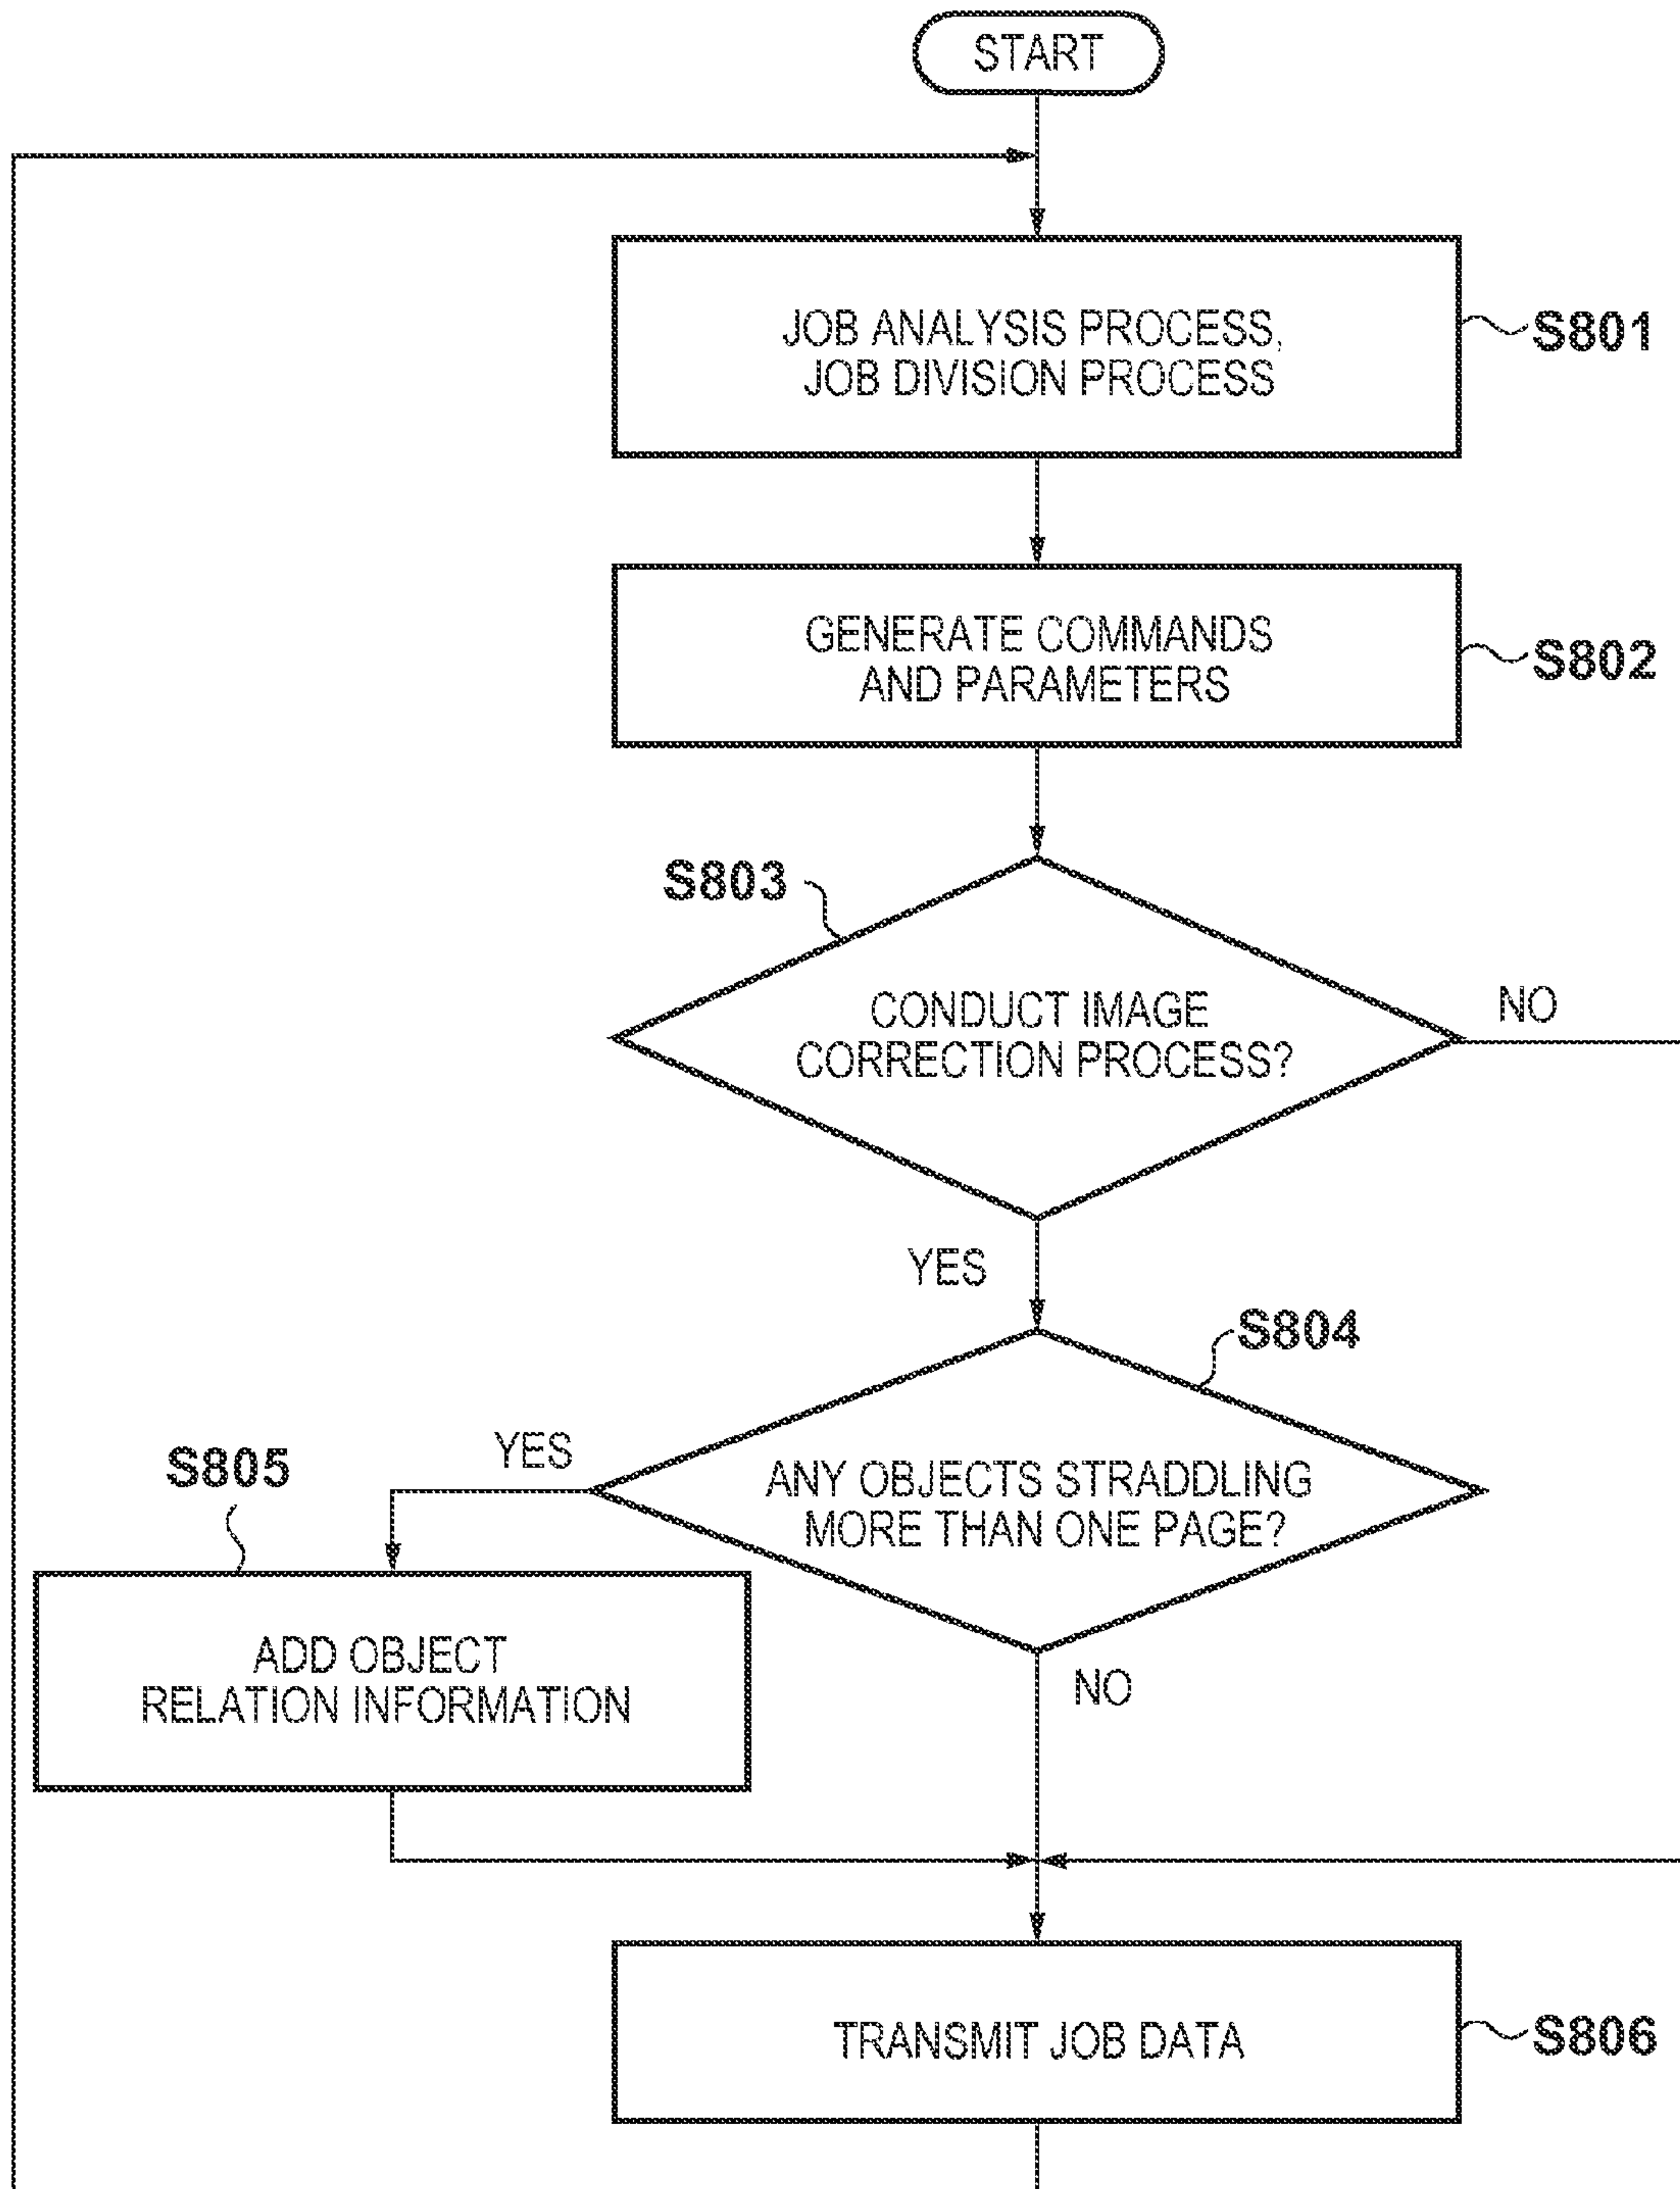 START
JOB ANALYSIS PROCESS,
JOB DIVISION PROCESS
S801
GENERATE COMMANDS
AND PARAMETERS
S802
S803
CONDUCT IMAGE
CORRECTION PROCESS?
NO
YES
S804
ANY OBJECTS STRADDLING
MORE THAN ONE PAGE?
YES
S805
ADD OBJECT
RELATION INFORMATION
NO
TRANSMIT JOB DATA
S806